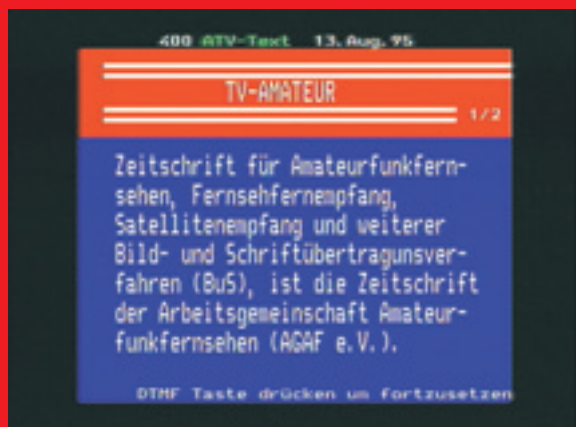 400 ATV-Text 13. Aug. 95
TV-AMATEUR
1/2
Zeitschrift für Amateurfunkfern-
sehen, Fernsehfernempfang,
Satellitenempfang und weiterer
Bild- und Schriftübertragunsver-
fahren (BuS), ist die Zeitschrift
der Arbeitsgemeinschaft Amateur-
funkfernsehen (AGAF e.V.).
DTMF Taste drücken um fortzusetzen